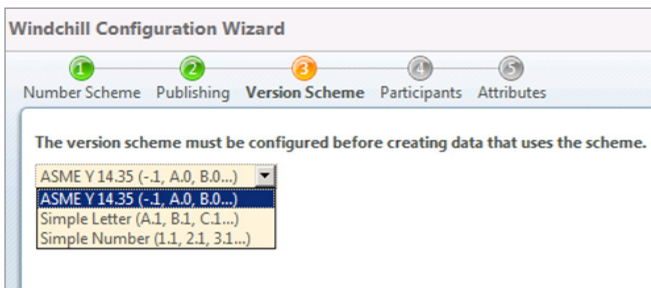 Windchill Configuration Wizard
1 2 3 4 5
Number Scheme Publishing Version Scheme Participants Attributes
The version scheme must be configured before creating data that uses the scheme.
ASME Y 14.35 (-.1, A.0, B.0...)
ASME Y 14.35 (-.1, A.0, B.0...)
Simple Letter (A.1, B.1, C.1...)
Simple Number (1.1, 2.1, 3.1...)